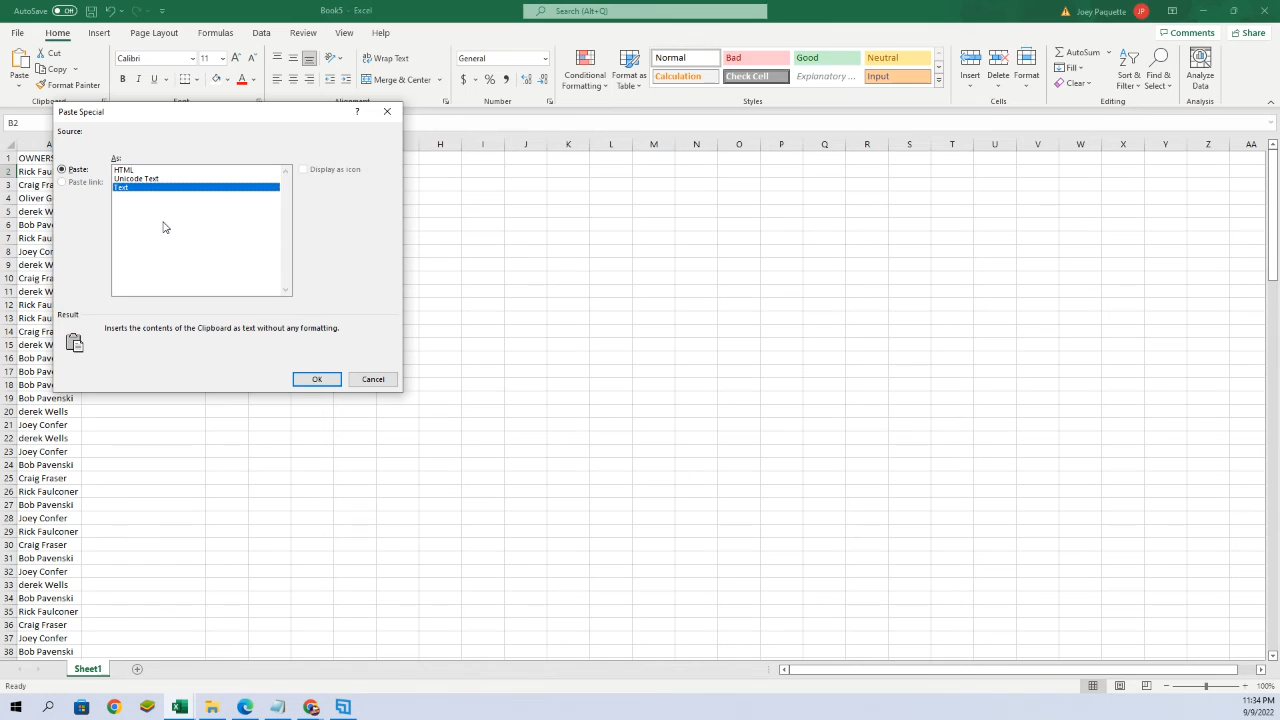 AutoSave Off Book5 - Excel Search (Alt+Q) Joey Paquette JP
File Home Insert Page Layout Formulas Data Review View Help Comments Share
Paste Cut Copy Format Painter Clipboard
Calibri 11 A A B I U A
ab Wrap Text Merge & Center
General $ % 9 Number
Conditional Formatting Format as Table
Normal Bad Good Neutral
Calculation Check Cell Explanatory ... Input
Styles
Insert Delete Format Cells
AutoSum Fill Clear Sort & Filter Find & Select Editing
Analyze Data Analysis
B2
Paste Special ?
Source:
As:
Paste:
Paste link:
HTML
Unicode Text
Text
Display as icon
Result
Inserts the contents of the Clipboard as text without any formatting.
OK Cancel
A H I J K L M N O P Q R S T U V W X Y Z AA
1
2 Rick Fau
3 Craig Fra
4 Oliver G
5 derek W
6 Bob Pave
7 Rick Fau
8 Joey Con
9 derek W
10 Craig Fra
11 derek W
12 Rick Fau
13 Rick Fau
14 Craig Fra
15 derek W
16 Bob Pave
17 Bob Pave
18 Bob Pave
19 Bob Pavenski
20 derek Wells
21 Joey Confer
22 derek Wells
23 Joey Confer
24 Bob Pavenski
25 Craig Fraser
26 Rick Faulconer
27 Bob Pavenski
28 Joey Confer
29 Rick Faulconer
30 Craig Fraser
31 Bob Pavenski
32 Joey Confer
33 derek Wells
34 Bob Pavenski
35 Rick Faulconer
36 Craig Fraser
37 Joey Confer
38 Bob Pavenski
Sheet1
Ready 100%
11:34 PM
9/9/2022